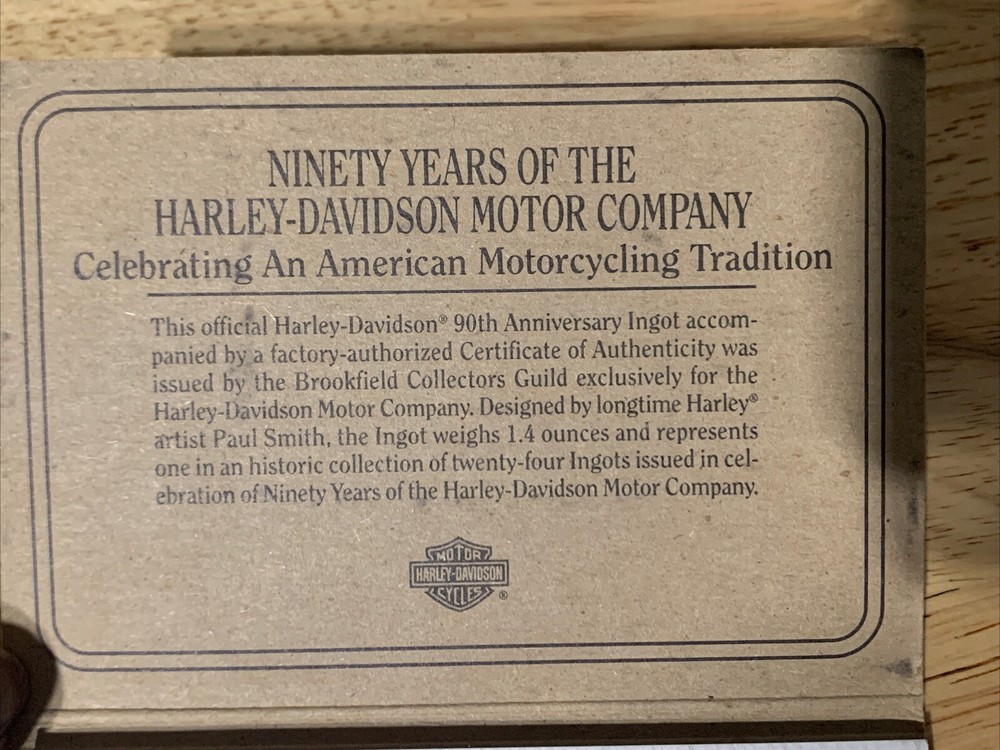 NINETY YEARS OF THE
HARLEY-DAVIDSON MOTOR COMPANY
Celebrating An American Motorcycling Tradition
This official Harley-Davidson® 90th Anniversary Ingot accom-
panied by a factory-authorized Certificate of Authenticity was
issued by the Brookfield Collectors Guild exclusively for the
Harley-Davidson Motor Company. Designed by longtime Harley®
artist Paul Smith, the Ingot weighs 1.4 ounces and represents
one in an historic collection of twenty-four Ingots issued in cel-
ebration of Ninety Years of the Harley-Davidson Motor Company.
MOTOR
HARLEY-DAVIDSON
CYCLES ®